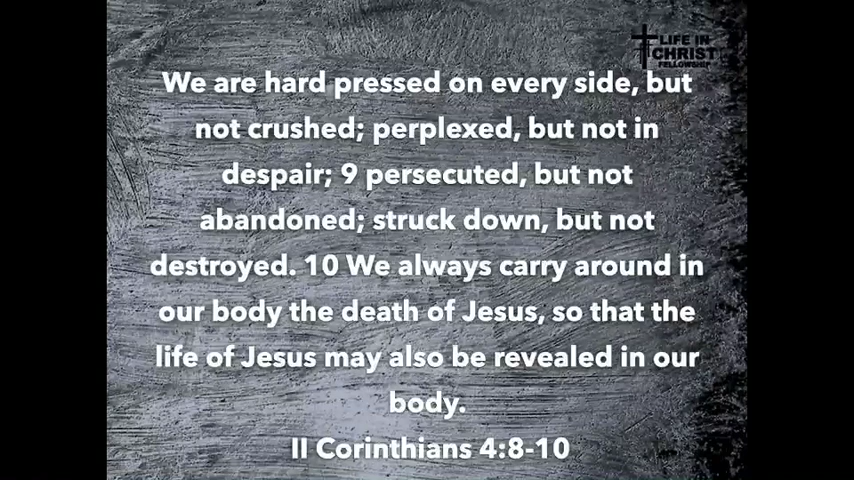 LIFE IN
CHRIST
FELLOWSHIP
We are hard pressed on every side, but
not crushed; perplexed, but not in
despair; 9 persecuted, but not
abandoned; struck down, but not
destroyed. 10 We always carry around in
our body the death of Jesus, so that the
life of Jesus may also be revealed in our
body.
II Corinthians 4:8-10